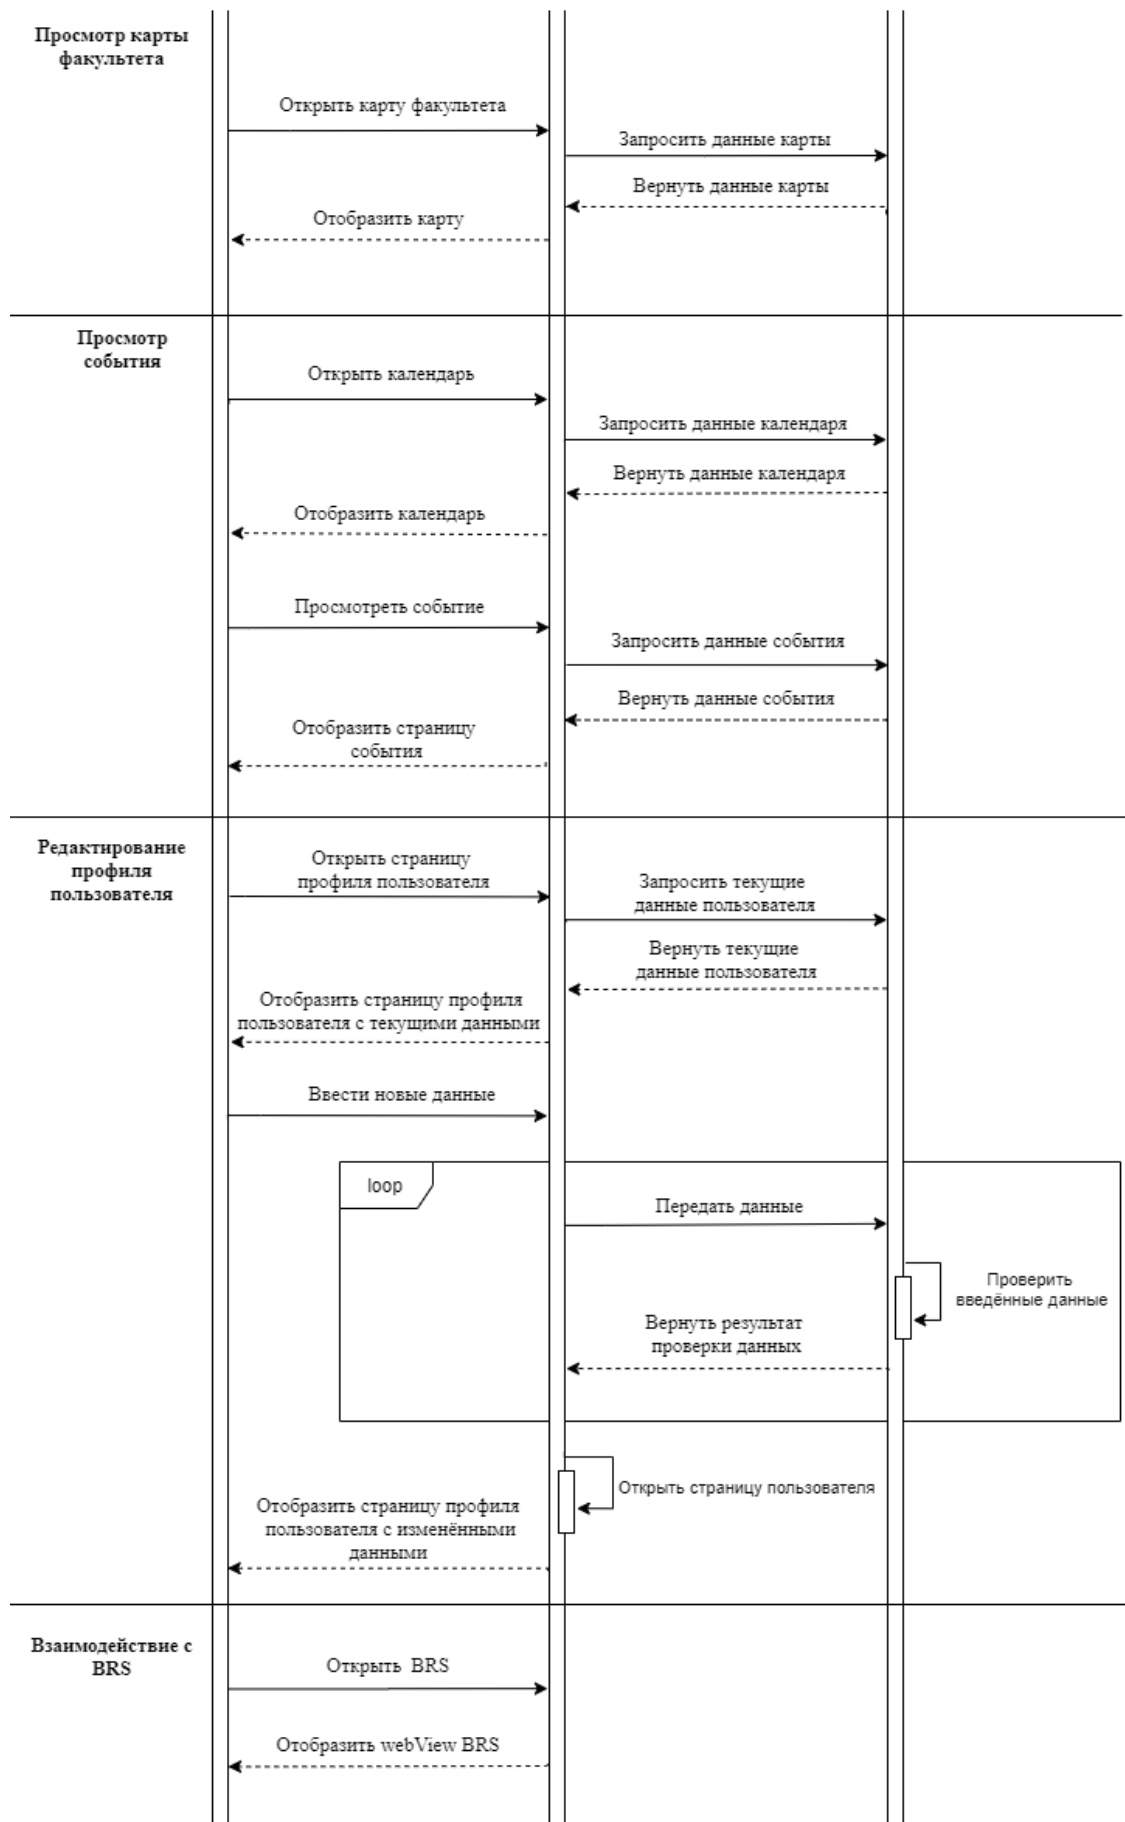 Просмотр карты
факультета
Открыть карту факультета
Запросить данные карты
Вернуть данные карты
Отобразить карту
Просмотр
события
Открыть календарь
Запросить данные календаря
Вернуть данные календаря
Отобразить календарь
Просмотреть событие
Запросить данные события
Вернуть данные события
Отобразить страницу
события
Редактирование
профиля
пользователя
Открыть страницу
профиля пользователя
Запросить текущие
данные пользователя
Вернуть текущие
данные пользователя
Отобразить страницу профиля
пользователя с текущими данными
Ввести новые данные
loop
Передать данные
Проверить
введённые данные
Вернуть результат
проверки данных
Открыть страницу пользователя
Отобразить страницу профиля
пользователя с изменёнными
данными
Взаимодействие с
BRS
Открыть BRS
Отобразить webView BRS